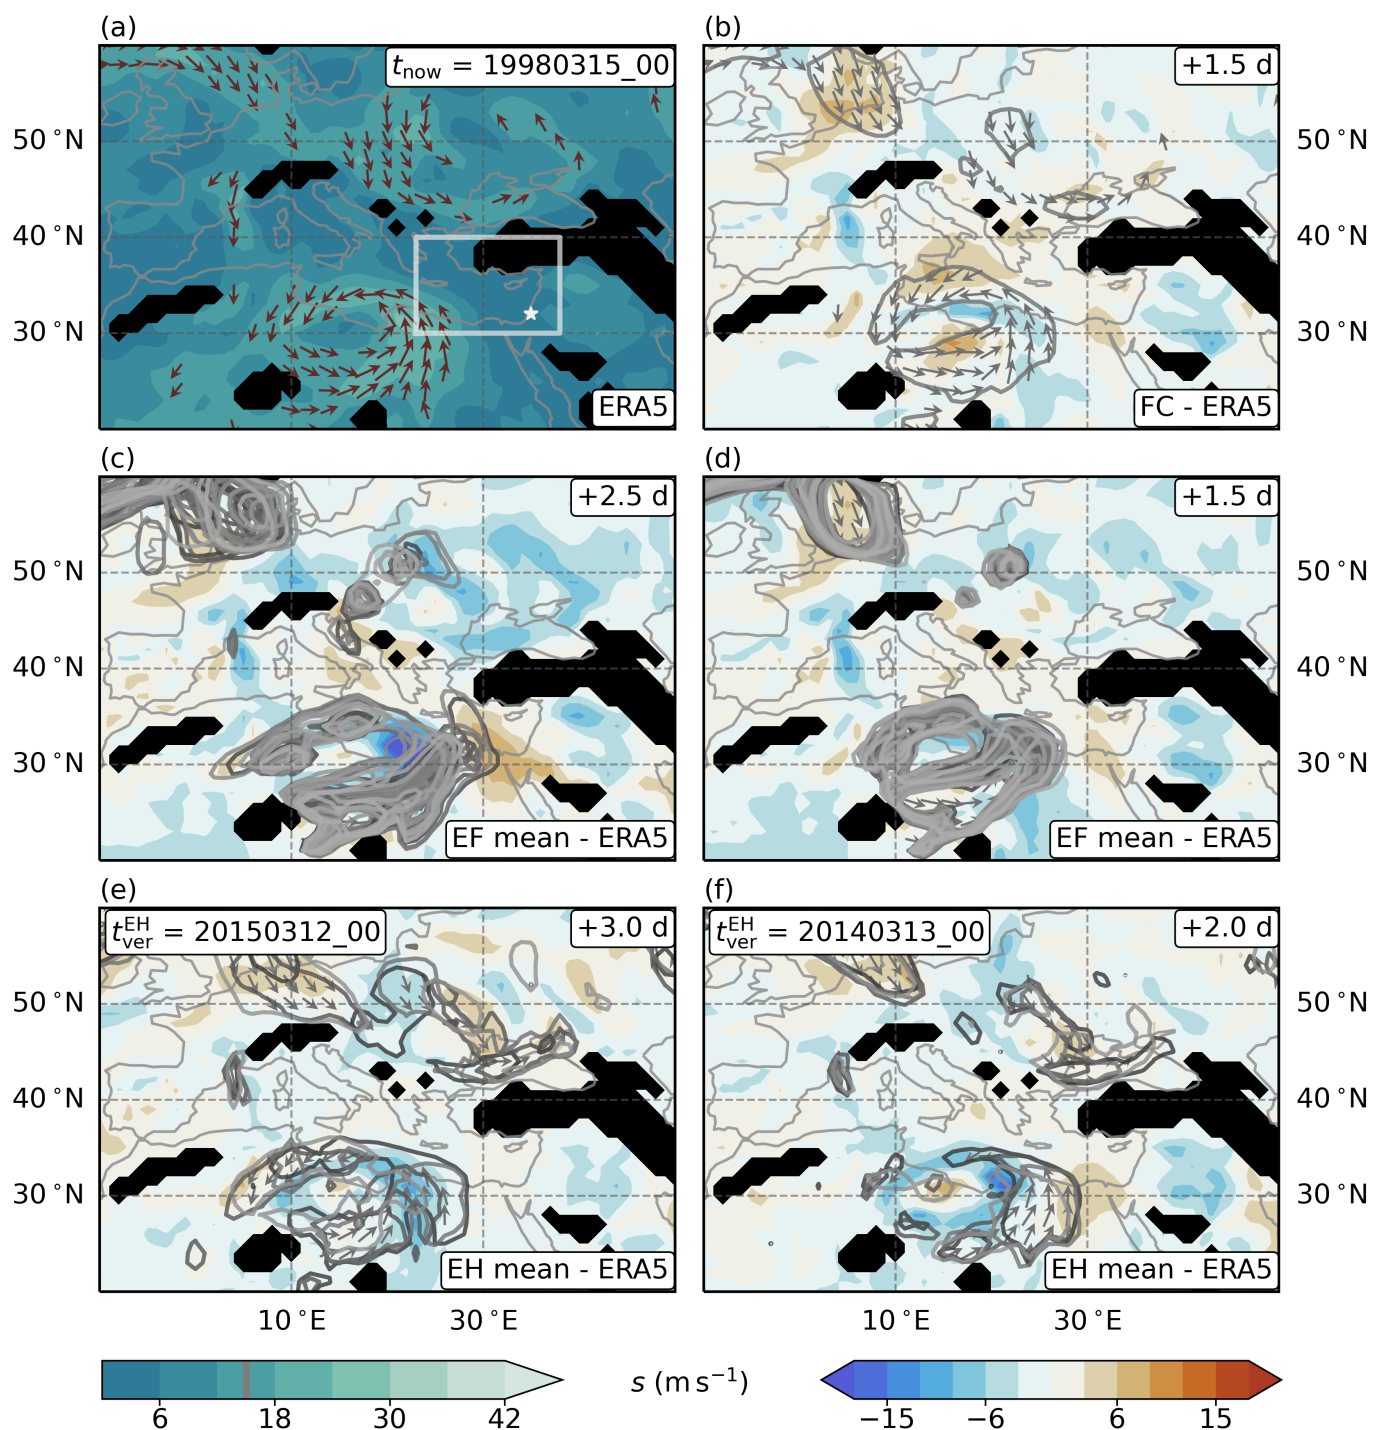 (a)
(b)
t_now = 19980315_00
+1.5 d
50 °N
50 °N
40 °N
40 °N
30 °N
30 °N
ERA5
FC - ERA5
(c)
(d)
+2.5 d
+1.5 d
50 °N
50 °N
40 °N
40 °N
30 °N
30 °N
EF mean - ERA5
EF mean - ERA5
(e)
(f)
t_ver^EH = 20150312_00
+3.0 d
t_ver^EH = 20140313_00
+2.0 d
50 °N
50 °N
40 °N
40 °N
30 °N
30 °N
EH mean - ERA5
EH mean - ERA5
10 °E
30 °E
10 °E
30 °E
s (m s⁻¹)
6 18 30 42
−15 −6 6 15